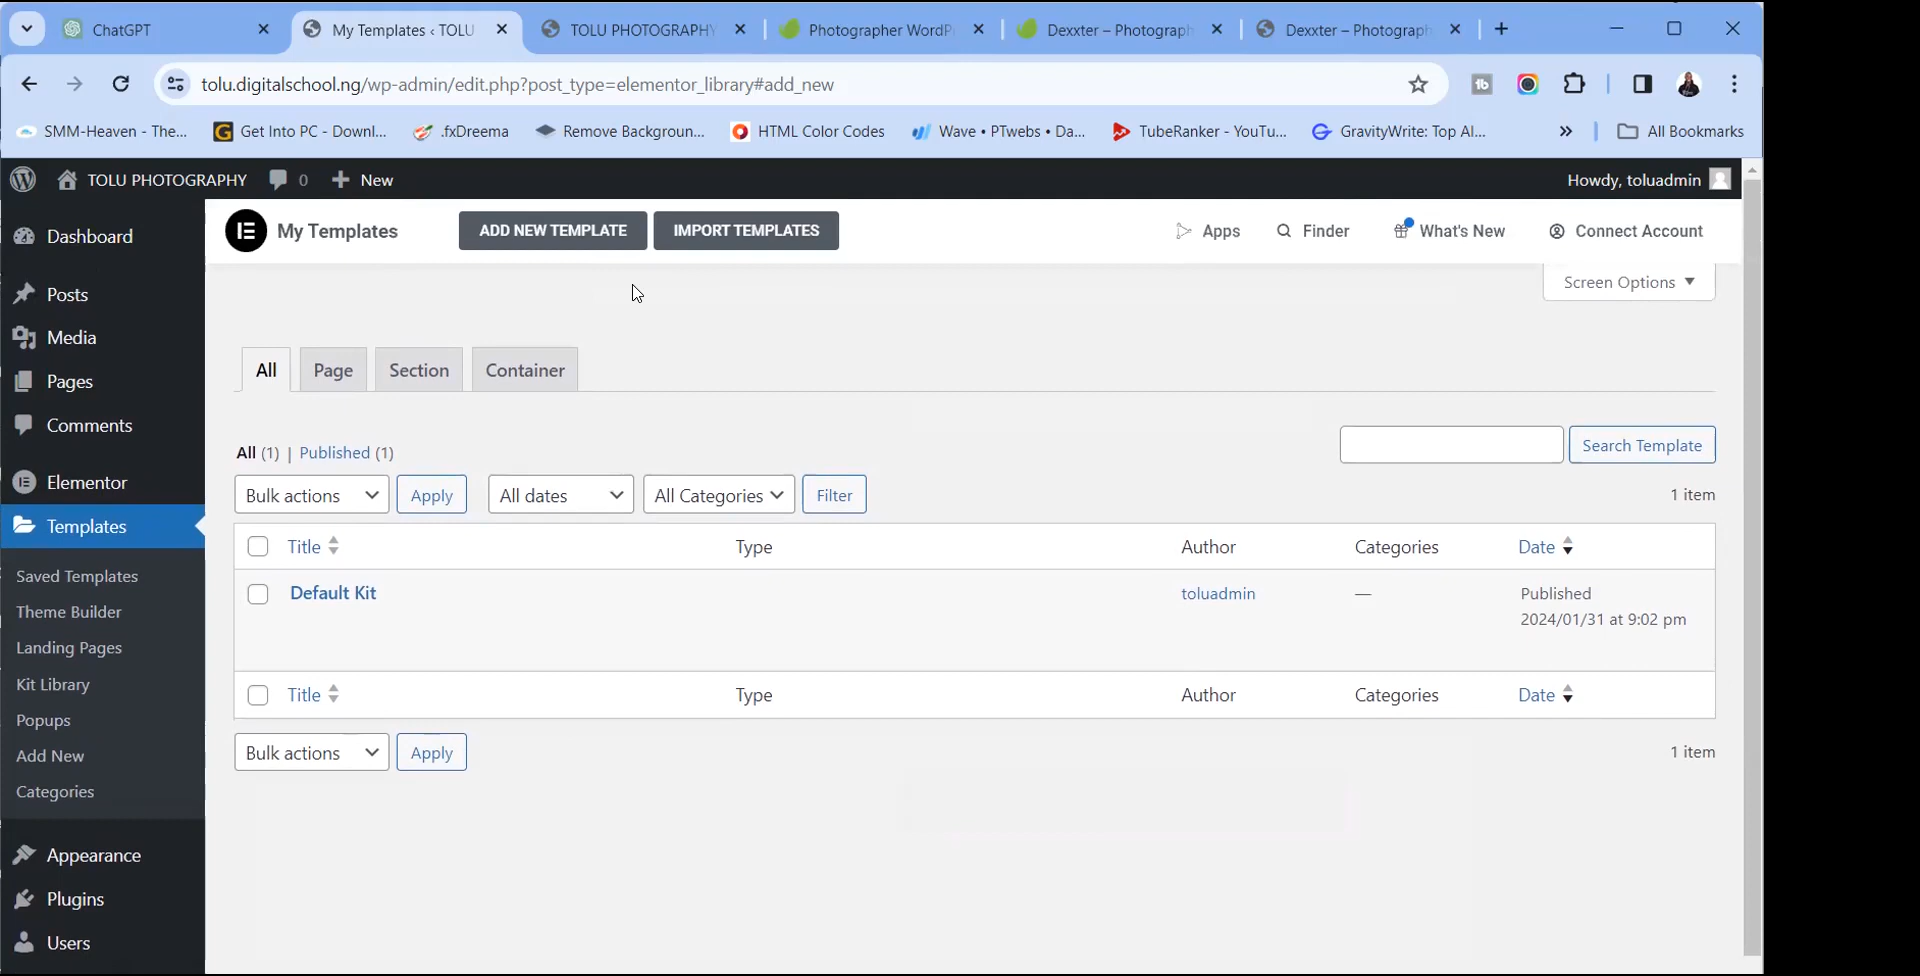 ChatGPT
My Templates ‹ TOLU
TOLU PHOTOGRAPHY
Photographer WordP
Dexxter – Photograph
Dexxter – Photograph
tolu.digitalschool.ng/wp-admin/edit.php?post_type=elementor_library#add_new
SMM-Heaven - The...
Get Into PC - Downl...
.fxDreema
Remove Backgroun...
HTML Color Codes
Wave • PTwebs • Da...
TubeRanker - YouTu...
GravityWrite: Top AI...
»
All Bookmarks
TOLU PHOTOGRAPHY
0
New
Howdy, toluadmin
My Templates
ADD NEW TEMPLATE
IMPORT TEMPLATES
Apps
Finder
What's New
Connect Account
Screen Options
Dashboard
Posts
Media
Pages
Comments
Elementor
Templates
Saved Templates
Theme Builder
Landing Pages
Kit Library
Popups
Add New
Categories
Appearance
Plugins
Users
All
Page
Section
Container
All (1) | Published (1)
Search Template
Bulk actions
Apply
All dates
All Categories
Filter
1 item
Title
Type
Author
Categories
Date
Default Kit
toluadmin
—
Published
2024/01/31 at 9:02 pm
Title
Type
Author
Categories
Date
Bulk actions
Apply
1 item